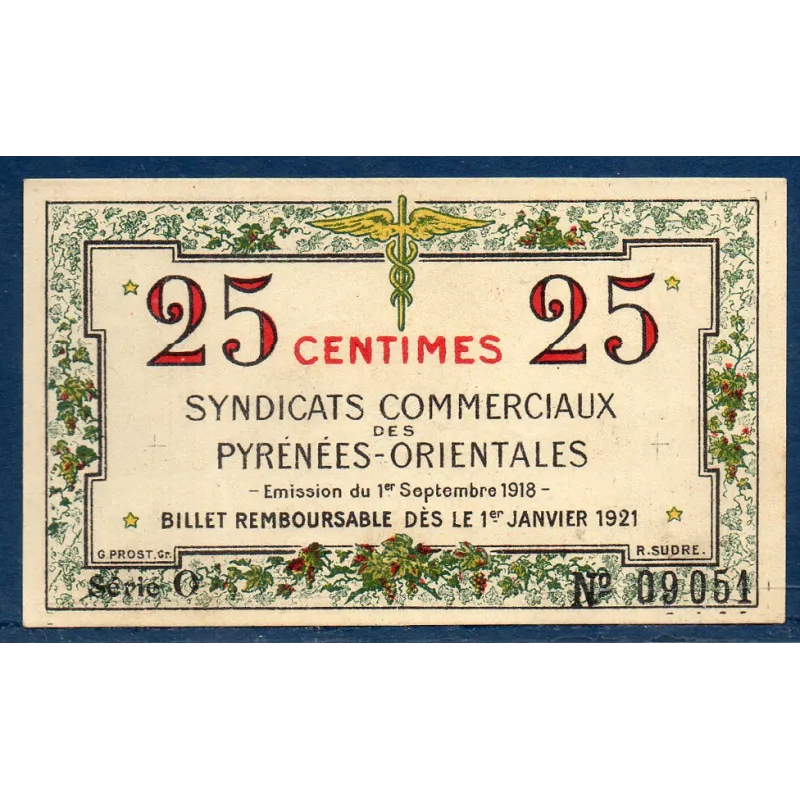 25 CENTIMES 25
SYNDICATS COMMERCIAUX
DES
PYRÉNÉES-ORIENTALES
- Emission du 1er Septembre 1918 -
BILLET REMBOURSABLE DÈS LE 1er JANVIER 1921
G. PROST. Gr. R. SUDRE.
Série O Nº 09051